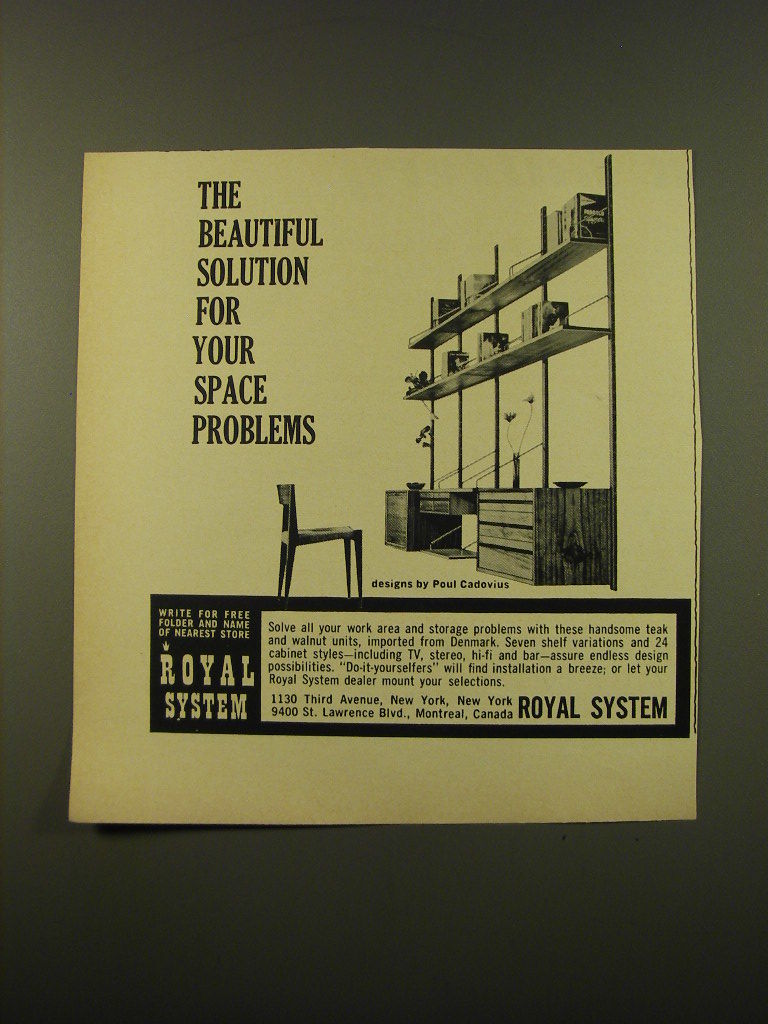 THE
BEAUTIFUL
SOLUTION
FOR
YOUR
SPACE
PROBLEMS
designs by Poul Cadovius
WRITE FOR FREE
FOLDER AND NAME
OF NEAREST STORE
ROYAL
SYSTEM
Solve all your work area and storage problems with these handsome teak
and walnut units, imported from Denmark. Seven shelf variations and 24
cabinet styles—including TV, stereo, hi-fi and bar—assure endless design
possibilities. "Do-it-yourselfers" will find installation a breeze; or let your
Royal System dealer mount your selections.
1130 Third Avenue, New York, New York
9400 St. Lawrence Blvd., Montreal, Canada
ROYAL SYSTEM